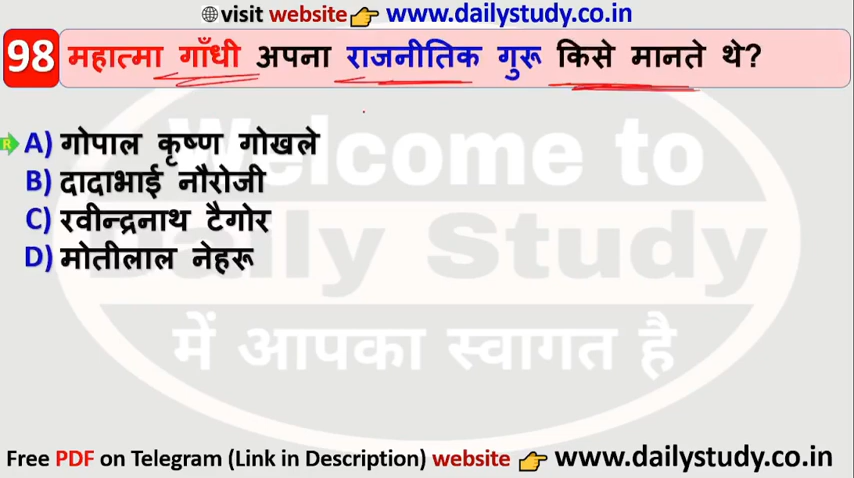 visit website 👉 www.dailystudy.co.in
98 महात्मा गाँधी अपना राजनीतिक गुरू किसे मानते थे?
R A) गोपाल कृष्ण गोखले
B) दादाभाई नौरोजी
C) रवीन्द्रनाथ टैगोर
D) मोतीलाल नेहरू
Welcome to
Daily Study
में आपका स्वागत है
Free PDF on Telegram (Link in Description) website 👉 www.dailystudy.co.in